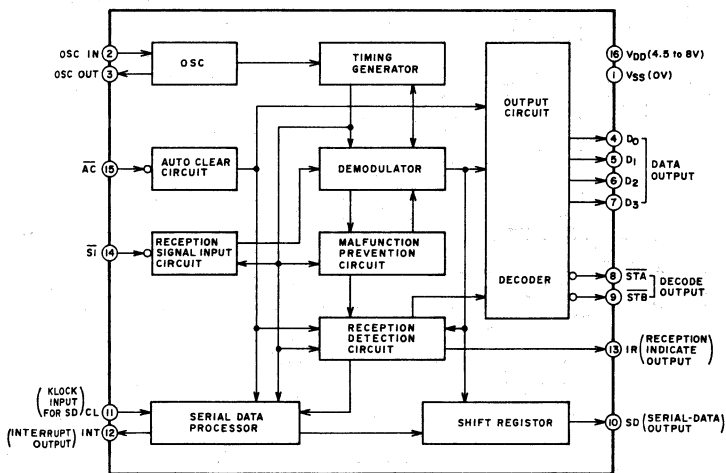 OSC IN 2
OSC OUT 3
OSC
TIMING
GENERATOR
16 VDD (4.5 to 8V)
1 VSS (0V)
OUTPUT
CIRCUIT
AC 15
AUTO CLEAR
CIRCUIT
DEMODULATOR
4 D0
5 D1
6 D2
7 D3
DATA
OUTPUT
SI 14
RECEPTION
SIGNAL INPUT
CIRCUIT
MALFUNCTION
PREVENTION
CIRCUIT
DECODER
8 STA
9 STB
DECODE
OUTPUT
RECEPTION
DETECTION
CIRCUIT
13 IR (RECEPTION
INDICATE
OUTPUT)
(KLOCK
INPUT
FOR SD) CL 11
(INTERRUPT
OUTPUT) INT 12
SERIAL DATA
PROCESSOR
SHIFT REGISTOR
10 SD (SERIAL-DATA
OUTPUT)